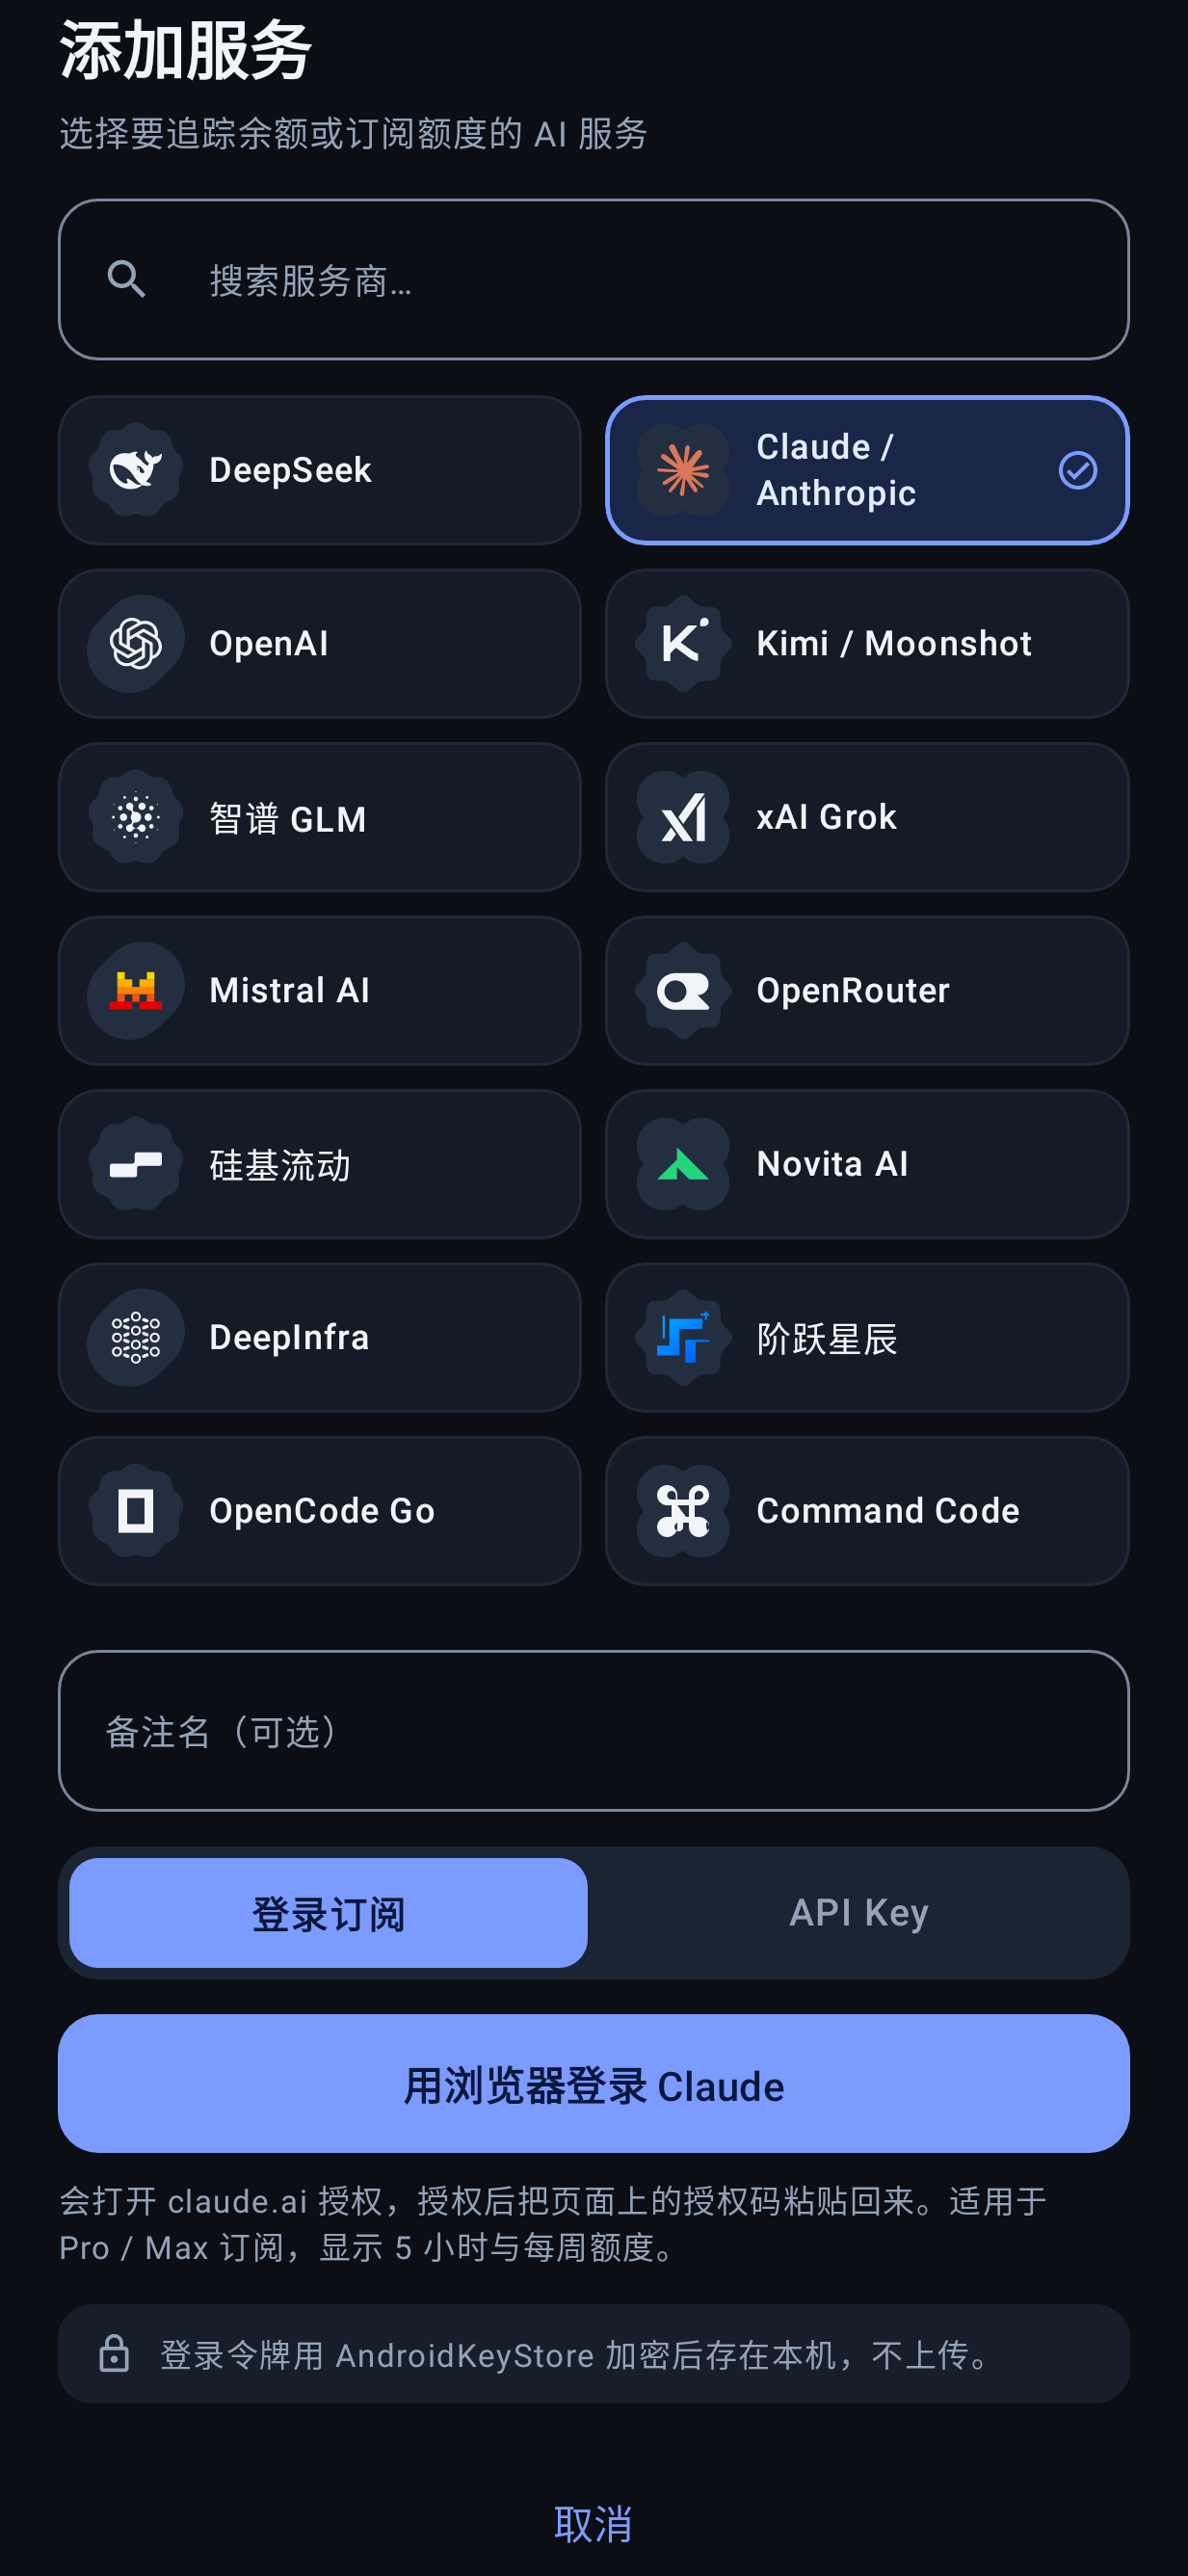 添加服务
选择要追踪余额或订阅额度的 AI 服务
搜索服务商...
DeepSeek
Claude /
Anthropic
OpenAI
Kimi / Moonshot
智谱 GLM
xAI Grok
Mistral AI
OpenRouter
硅基流动
Novita AI
DeepInfra
阶跃星辰
OpenCode Go
Command Code
备注名（可选）
登录订阅
API Key
用浏览器登录 Claude
会打开 claude.ai 授权，授权后把页面上的授权码粘贴回来。适用于
Pro / Max 订阅，显示 5 小时与每周额度。
登录令牌用 AndroidKeyStore 加密后存在本机，不上传。
取消